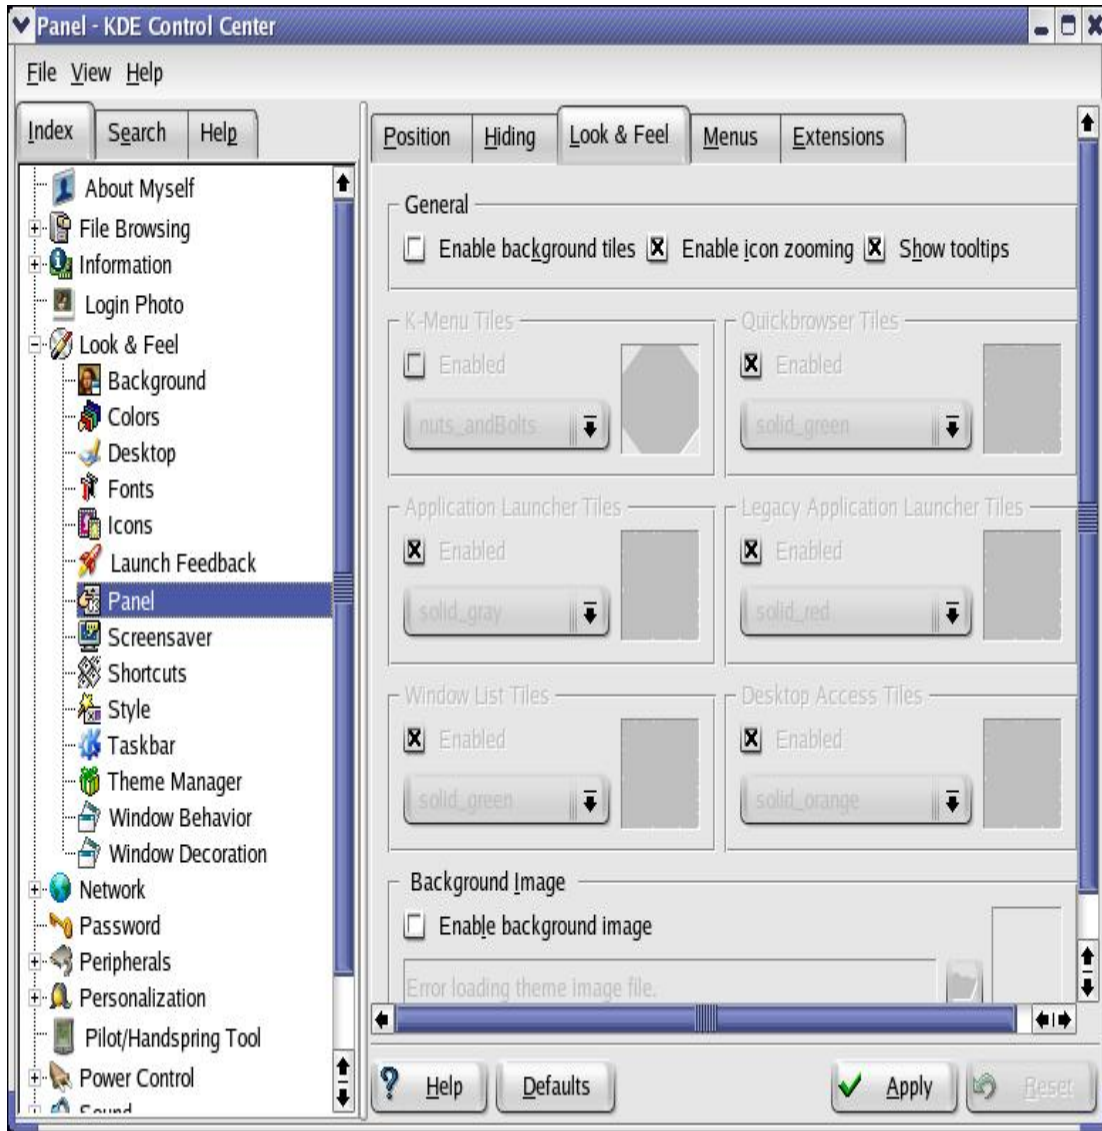 Panel - KDE Control Center
File View Help
Index Search Help
About Myself
File Browsing
Information
Login Photo
Look & Feel
Background
Colors
Desktop
Fonts
Icons
Launch Feedback
Panel
Screensaver
Shortcuts
Style
Taskbar
Theme Manager
Window Behavior
Window Decoration
Network
Password
Peripherals
Personalization
Pilot/Handspring Tool
Power Control
Sound
Position Hiding Look & Feel Menus Extensions
General
Enable background tiles Enable icon zooming Show tooltips
K-Menu Tiles
Enabled
nuts_andBolts
Quickbrowser Tiles
Enabled
solid_green
Application Launcher Tiles
Enabled
solid_gray
Legacy Application Launcher Tiles
Enabled
solid_red
Window List Tiles
Enabled
solid_green
Desktop Access Tiles
Enabled
solid_orange
Background Image
Enable background image
Error loading theme image file.
Help Defaults Apply Reset